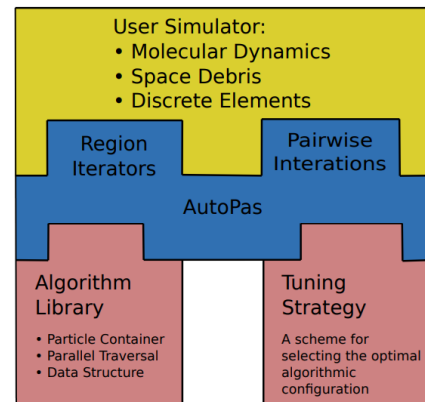 User Simulator:
• Molecular Dynamics
• Space Debris
• Discrete Elements
Region
Iterators
Pairwise
Interations
AutoPas
Algorithm
Library
• Particle Container
• Parallel Traversal
• Data Structure
Tuning
Strategy
A scheme for
selecting the optimal
algorithmic
configuration